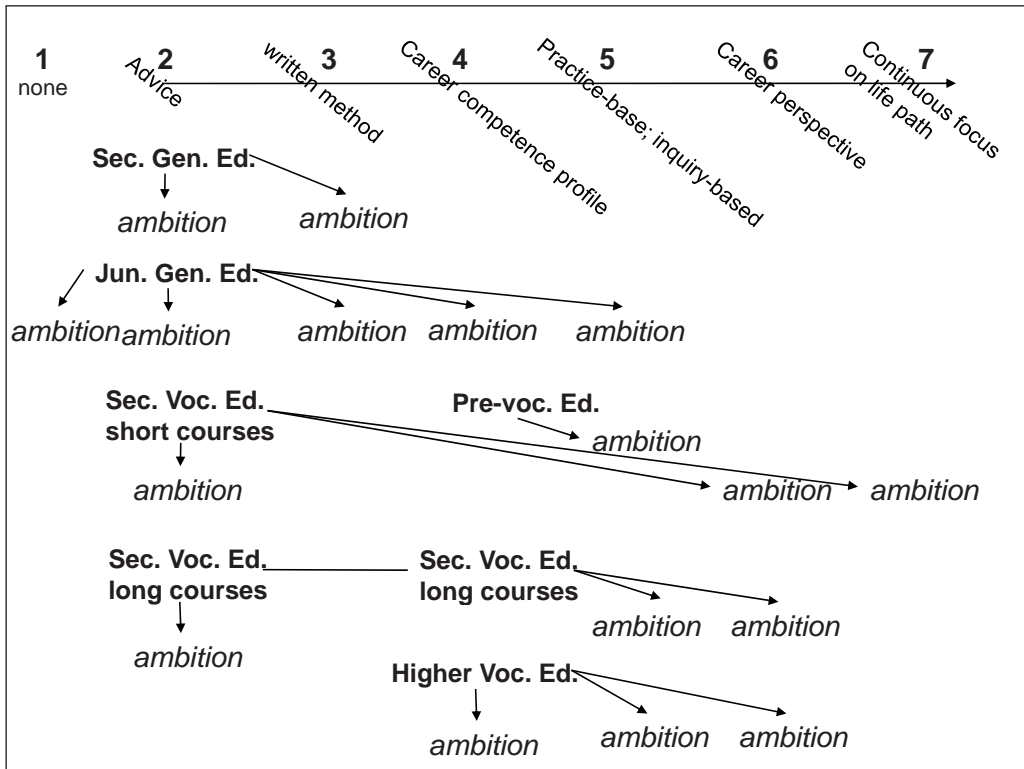 1 2 3 4 5 6 7
none
Advice
written method
Career competence profile
Practice-base; inquiry-based
Career perspective
Continuous focus
on life path
Sec. Gen. Ed.
ambition ambition
Jun. Gen. Ed.
ambition ambition ambition ambition ambition
Sec. Voc. Ed.
short courses
Pre-voc. Ed.
ambition
ambition ambition ambition
Sec. Voc. Ed.
long courses
Sec. Voc. Ed.
long courses
ambition ambition
ambition
Higher Voc. Ed.
ambition ambition ambition